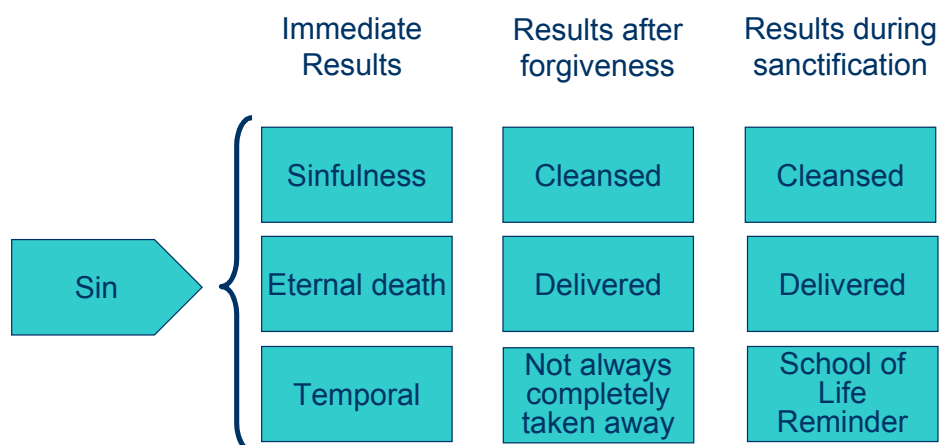 Immediate
Results
Results after
forgiveness
Results during
sanctification
Sin
Sinfulness
Cleansed
Cleansed
Eternal death
Delivered
Delivered
Temporal
Not always
completely
taken away
School of
Life
Reminder